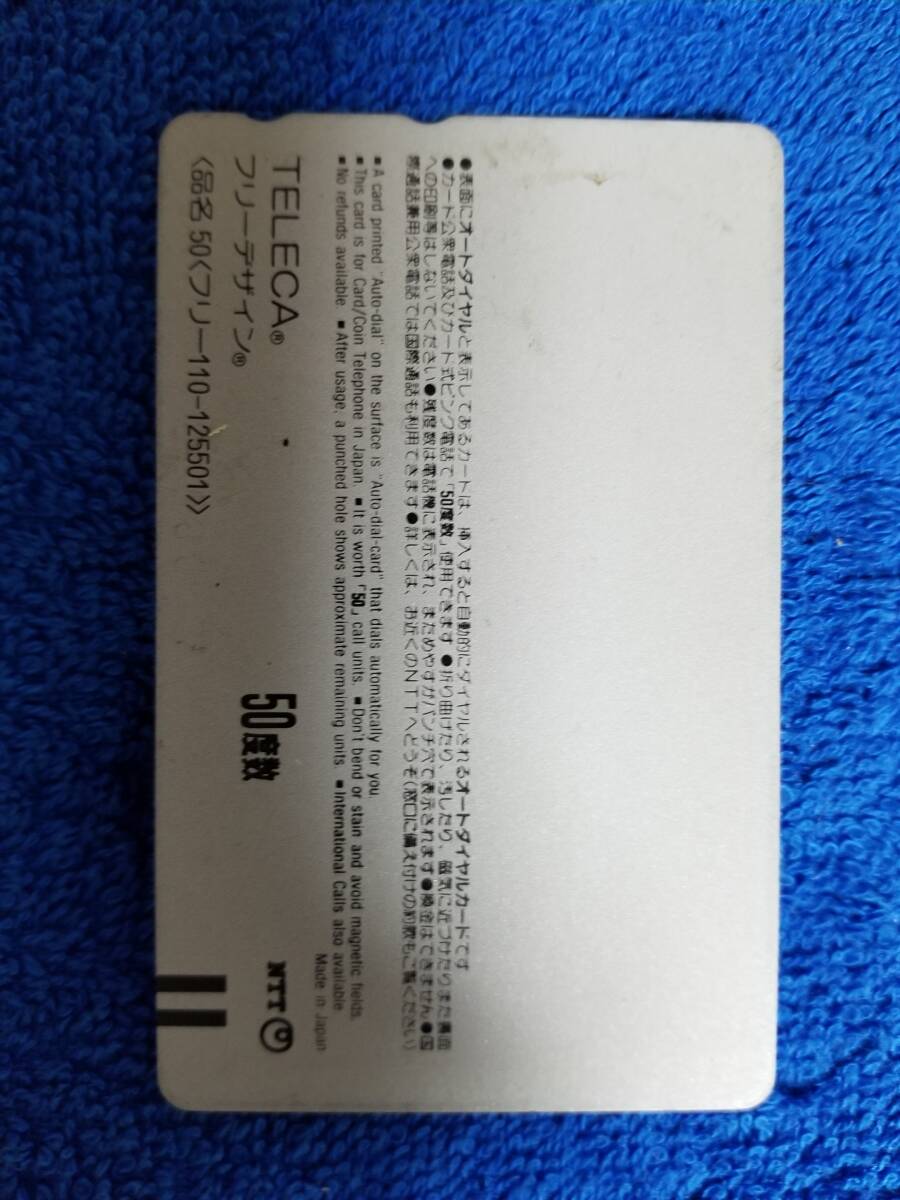 ●表面にオートダイヤルと表示してあるカードは、挿入すると自動的にダイヤルされるオートダイヤルカードです
●カード公衆電話及びカード式ピンク電話で「50度数」使用できます ●折り曲げたり、汚したり、磁気に近づけたりまた裏面
への印刷等はしないでください●残度数は電話機に表示され、まためやすがパンチ穴で表示されます●換金はできません●国
際通話兼用公衆電話では国際通話も利用できます●詳しくは、お近くのNTTへどうぞ(窓口に備え付けの約款もご覧ください)
■ A card printed "Auto-dial" on the surface is "Auto-dial-card" that dials automatically for you.
■ This card is for Card/Coin Telephone in Japan. ■ It is worth「50」call units. ■ Don't bend or stain and avoid magnetic fields.
■ No refunds available. ■ After usage, a punched hole shows approximate remaining units. ■ International Calls also available.
Made in Japan
TELECA®
フリーデザイン®
50度数
NTT
〈品名 50〈フリー110-125501〉〉